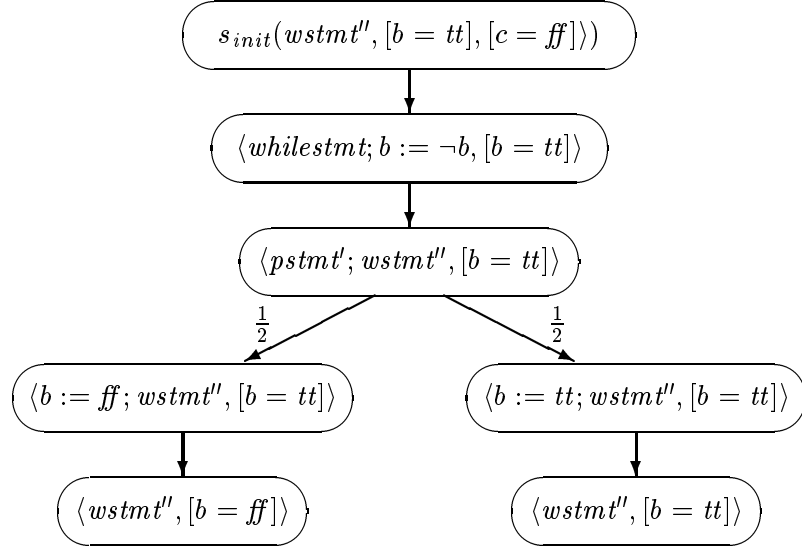 s_init(wstmt″, [b = tt], [c = ff]⟩)
⟨whilestmt; b := ¬b, [b = tt]⟩
⟨pstmt′; wstmt″, [b = tt]⟩
1/2 1/2
⟨b := ff; wstmt″, [b = tt]⟩ ⟨b := tt; wstmt″, [b = tt]⟩
⟨wstmt″, [b = ff]⟩ ⟨wstmt″, [b = tt]⟩